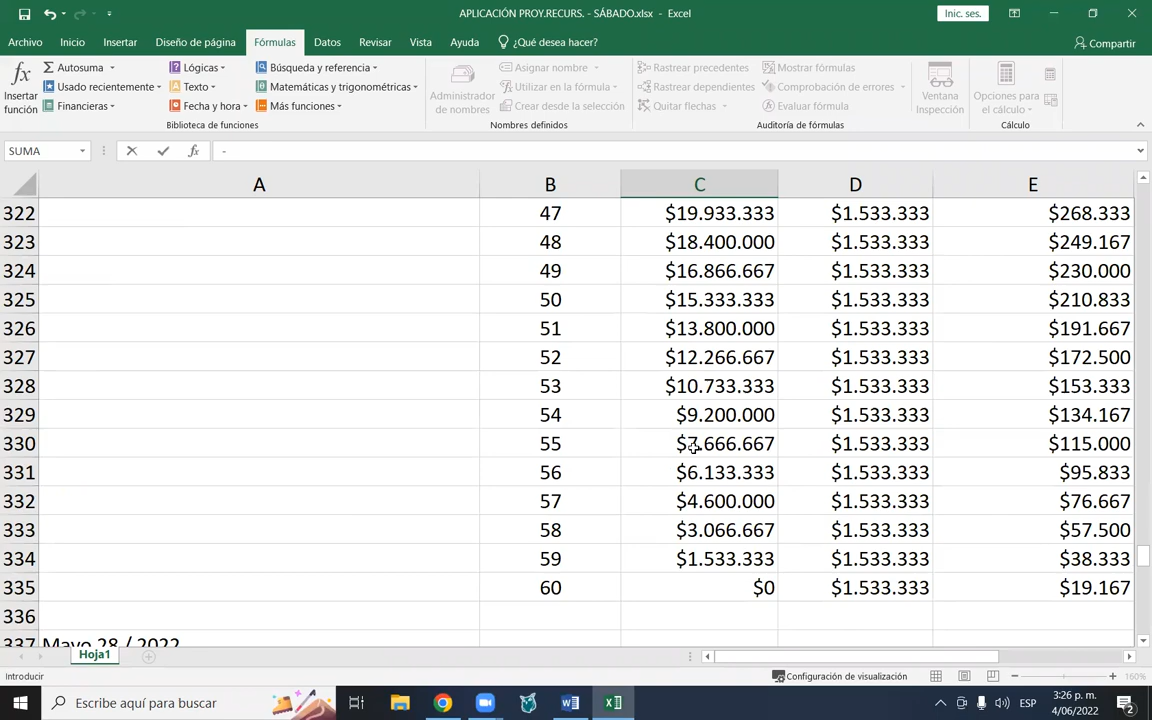 APLICACIÓN PROY.RECURS. - SÁBADO.xlsx - Excel
Inic. ses.
Archivo Inicio Insertar Diseño de página Fórmulas Datos Revisar Vista Ayuda ¿Qué desea hacer? Compartir
fx Insertar función
Σ Autosuma
Usado recientemente
Financieras
? Lógicas
A Texto
Fecha y hora
Búsqueda y referencia
Matemáticas y trigonométricas
Más funciones
Biblioteca de funciones
Administrador de nombres
Asignar nombre
Utilizar en la fórmula
Crear desde la selección
Nombres definidos
Rastrear precedentes
Rastrear dependientes
Quitar flechas
Mostrar fórmulas
Comprobación de errores
Evaluar fórmula
Auditoría de fórmulas
Ventana Inspección
Opciones para el cálculo
Cálculo
SUMA fx -
A B C D E
322 47 $19.933.333 $1.533.333 $268.333
323 48 $18.400.000 $1.533.333 $249.167
324 49 $16.866.667 $1.533.333 $230.000
325 50 $15.333.333 $1.533.333 $210.833
326 51 $13.800.000 $1.533.333 $191.667
327 52 $12.266.667 $1.533.333 $172.500
328 53 $10.733.333 $1.533.333 $153.333
329 54 $9.200.000 $1.533.333 $134.167
330 55 $7.666.667 $1.533.333 $115.000
331 56 $6.133.333 $1.533.333 $95.833
332 57 $4.600.000 $1.533.333 $76.667
333 58 $3.066.667 $1.533.333 $57.500
334 59 $1.533.333 $1.533.333 $38.333
335 60 $0 $1.533.333 $19.167
336
337 Mayo 28 / 2022
Hoja1
Introducir Configuración de visualización 160%
Escribe aquí para buscar
ESP
3:26 p. m.
4/06/2022
2